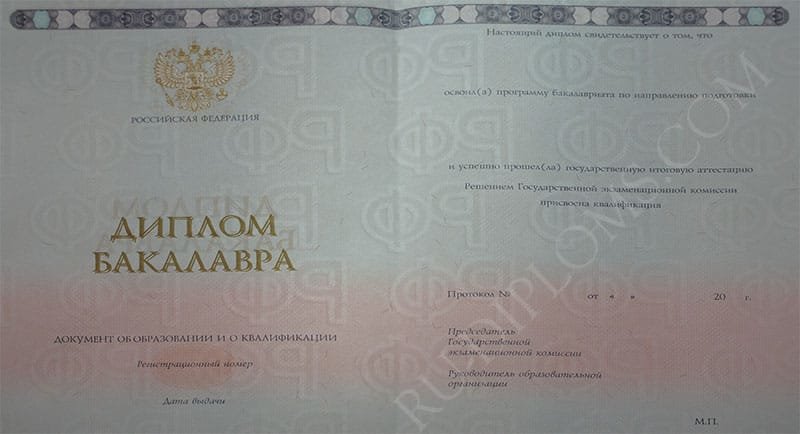 РОССИЙСКАЯ ФЕДЕРАЦИЯ
ДИПЛОМ
БАКАЛАВРА
ДОКУМЕНТ ОБ ОБРАЗОВАНИИ И О КВАЛИФИКАЦИИ
Регистрационный номер
Дата выдачи
Настоящий диплом свидетельствует о том, что
освоил(а) программу бакалавриата по направлению подготовки
и успешно прошел(ла) государственную итоговую аттестацию
Решением Государственной экзаменационной комиссии
присвоена квалификация
Протокол № от « » 20 г.
Председатель
Государственной
экзаменационной комиссии
Руководитель образовательной
организации
М.П.
РФ